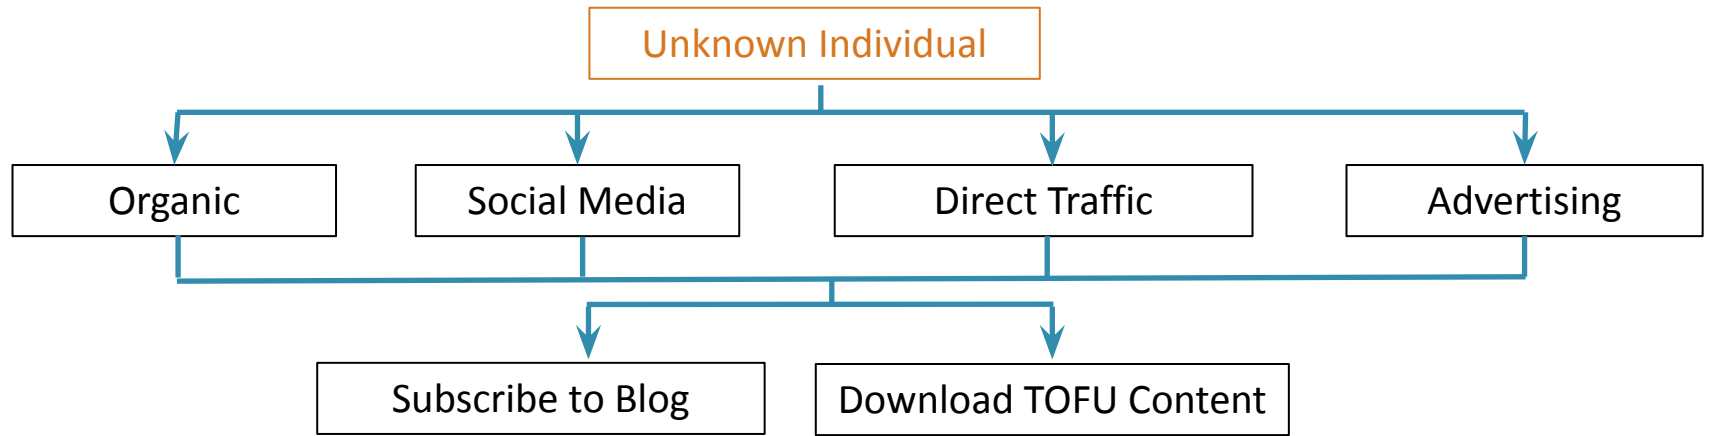 Unknown Individual
Organic
Social Media
Direct Traffic
Advertising
Subscribe to Blog
Download TOFU Content